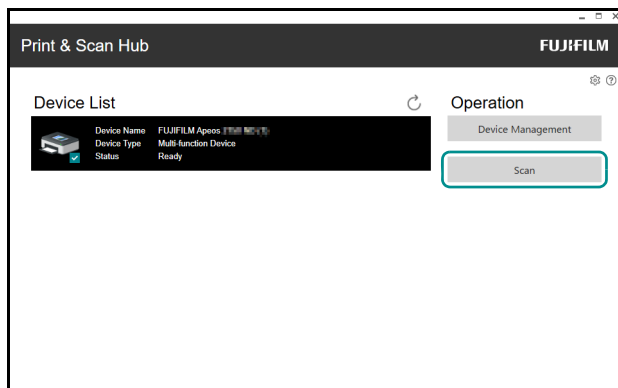 Print & Scan Hub
FUJIFILM
Device List
Operation
Device Name FUJIFILM Apeos
Device Type Multi-function Device
Status Ready
Device Management
Scan